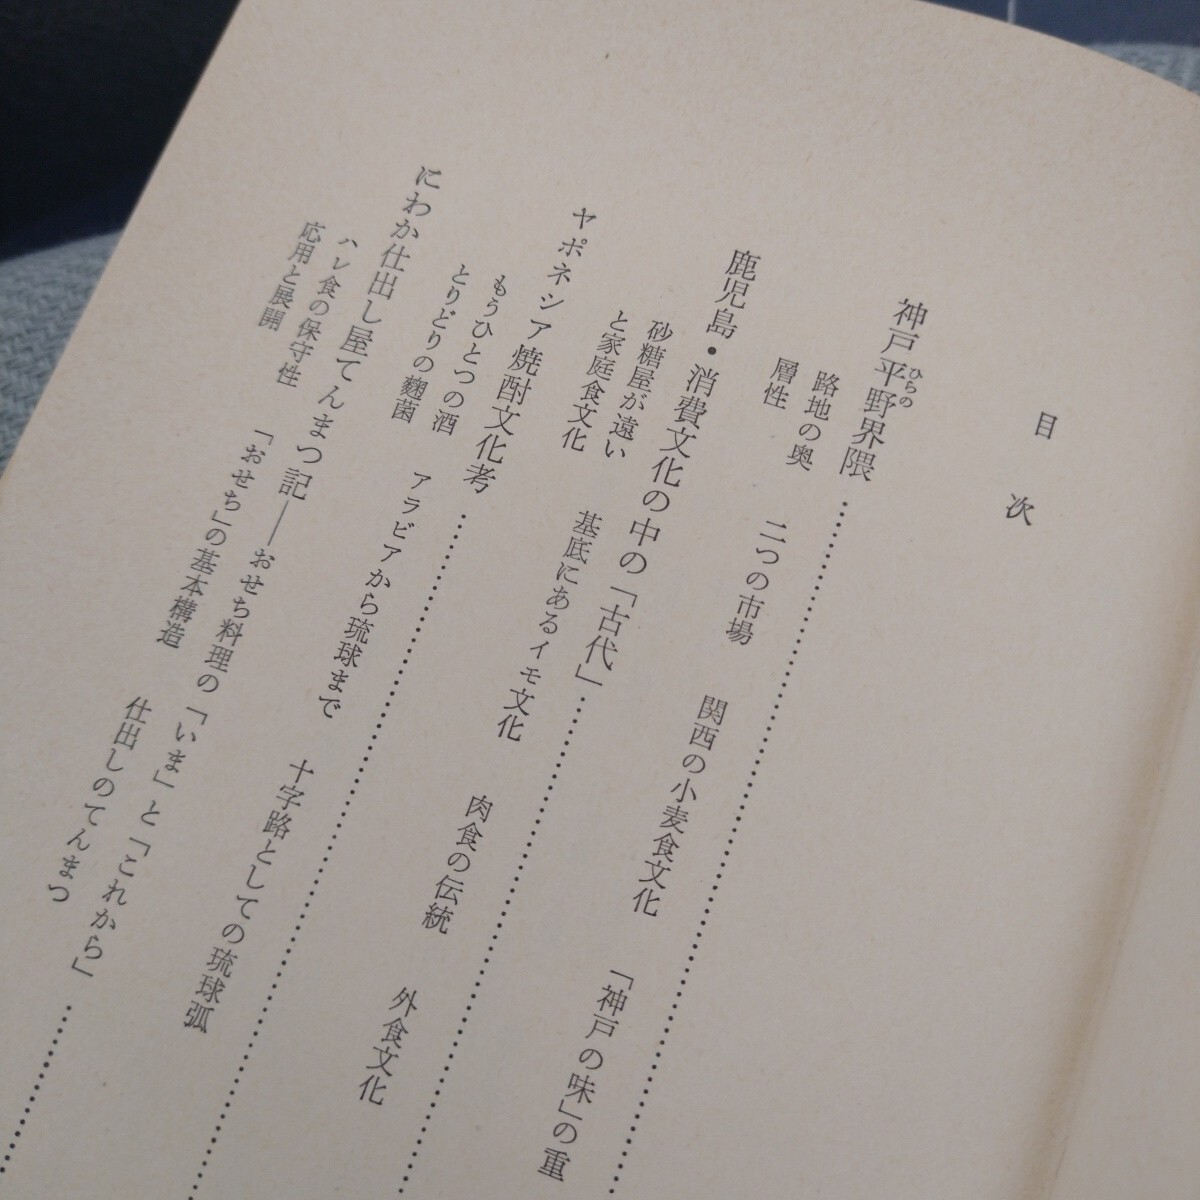 目次
神戸平野界隈
ひらの
路地の奥 二つの市場 関西の小麦食文化 「神戸の味」の重
層性
鹿児島・消費文化の中の「古代」
砂糖屋が遠い 基底にあるイモ文化 肉食の伝統 外食文化
と家庭食文化
ヤポネシア焼酎文化考
もうひとつの酒 アラビアから琉球まで 十字路としての琉球弧
とりどりの麹菌
にわか仕出し屋てんまつ記――おせち料理の「いま」と「これから」
ハレ食の保守性 「おせち」の基本構造 仕出しのてんまつ
応用と展開